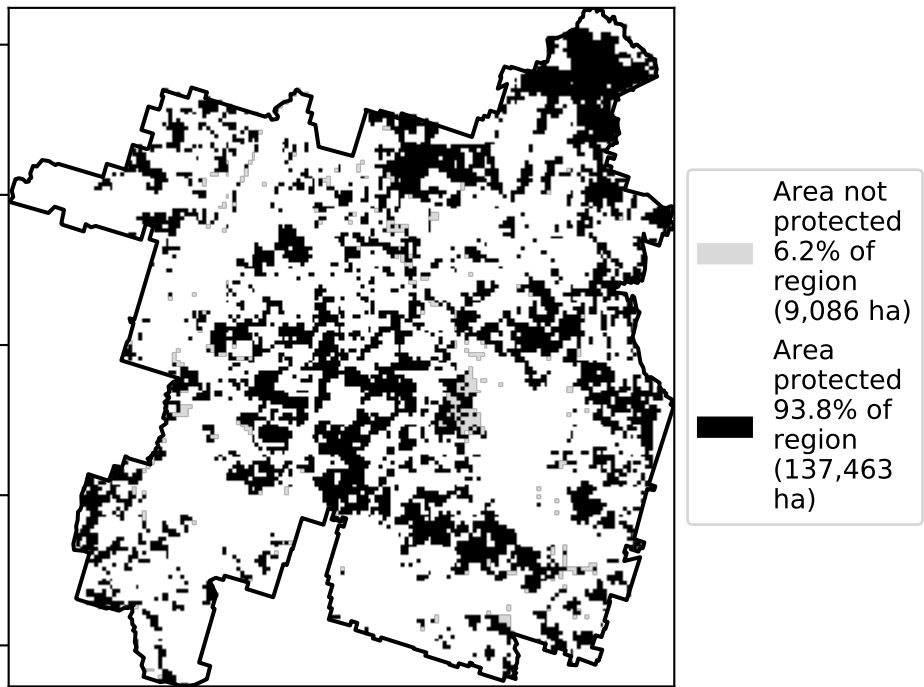 Area not
protected
6.2% of
region
(9,086 ha)
Area
protected
93.8% of
region
(137,463
ha)